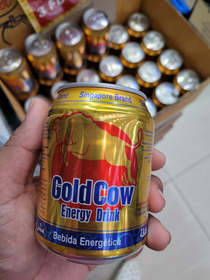 Singapore Brand
GoldCow
Energy Drink
Bebida Energética